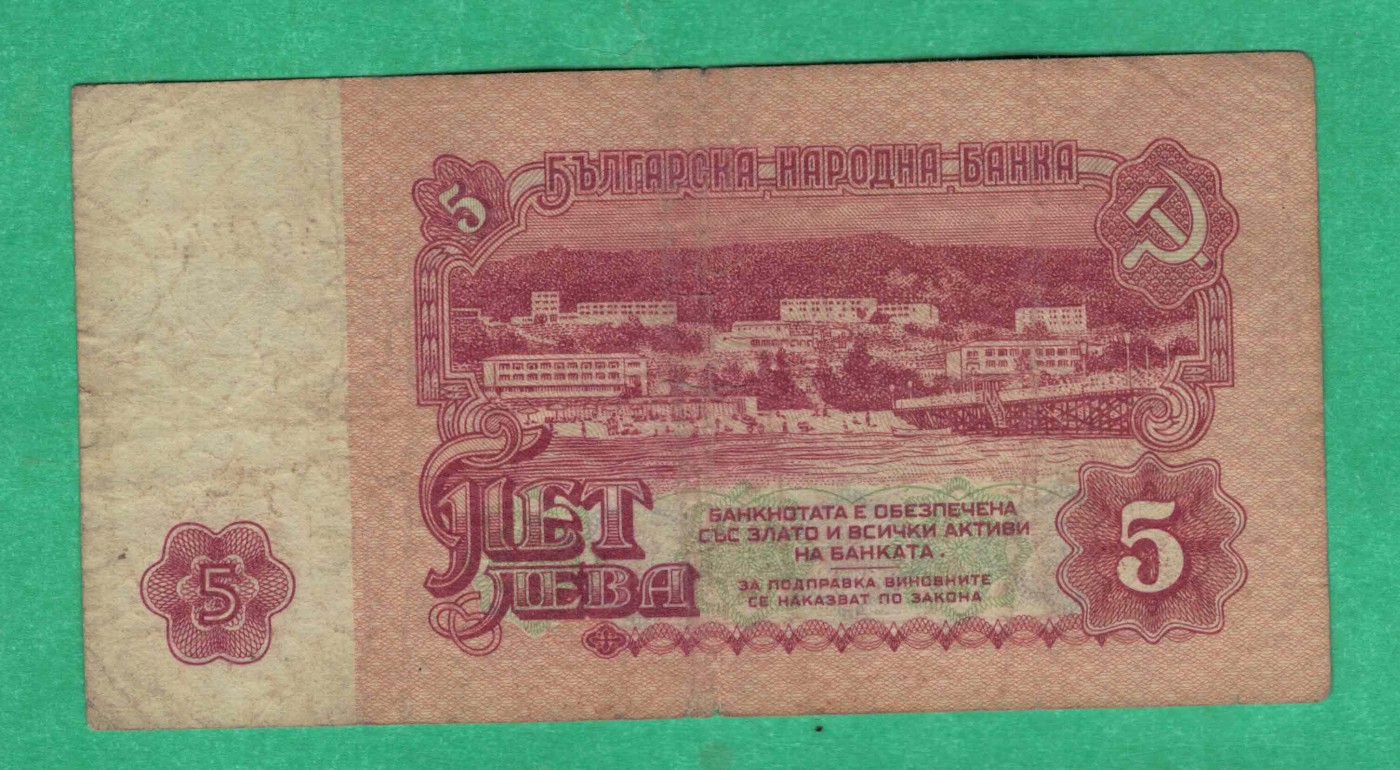 5
БЪЛГАРСКА НАРОДНА БАНКА
ПЕТ
ЛЕВА
БАНКНОТАТА Е ОБЕЗПЕЧЕНА
СЪС ЗЛАТО И ВСИЧКИ АКТИВИ
НА БАНКАТА.
ЗА ПОДПРАВКА ВИНОВНИТЕ
СЕ НАКАЗВАТ ПО ЗАКОНА
5
5